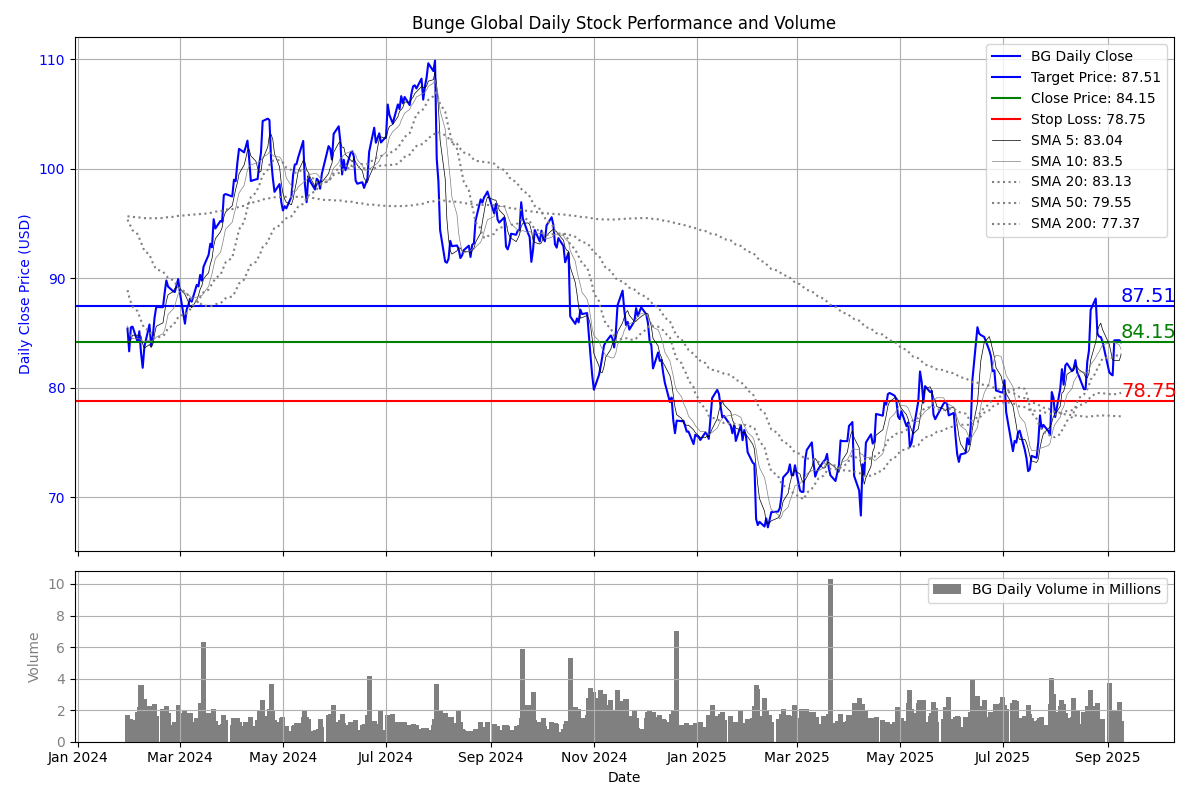 Bunge Global Daily Stock Performance and Volume
Daily Close Price (USD)
110
100
90
80
70
BG Daily Close
Target Price: 87.51
Close Price: 84.15
Stop Loss: 78.75
SMA 5: 83.04
SMA 10: 83.5
SMA 20: 83.13
SMA 50: 79.55
SMA 200: 77.37
87.51
84.15
78.75
Volume
10
8
6
4
2
0
BG Daily Volume in Millions
Jan 2024 Mar 2024 May 2024 Jul 2024 Sep 2024 Nov 2024 Jan 2025 Mar 2025 May 2025 Jul 2025 Sep 2025
Date